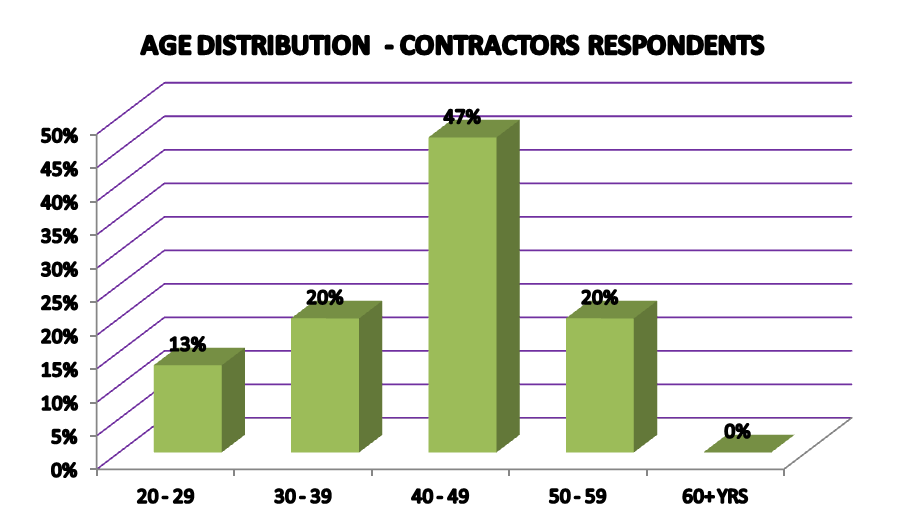 AGE DISTRIBUTION - CONTRACTORS RESPONDENTS
50%
45%
40%
35%
30%
25%
20%
15%
10%
5%
0%
13%
20%
47%
20%
0%
20 - 29
30 - 39
40 - 49
50 - 59
60+ YRS